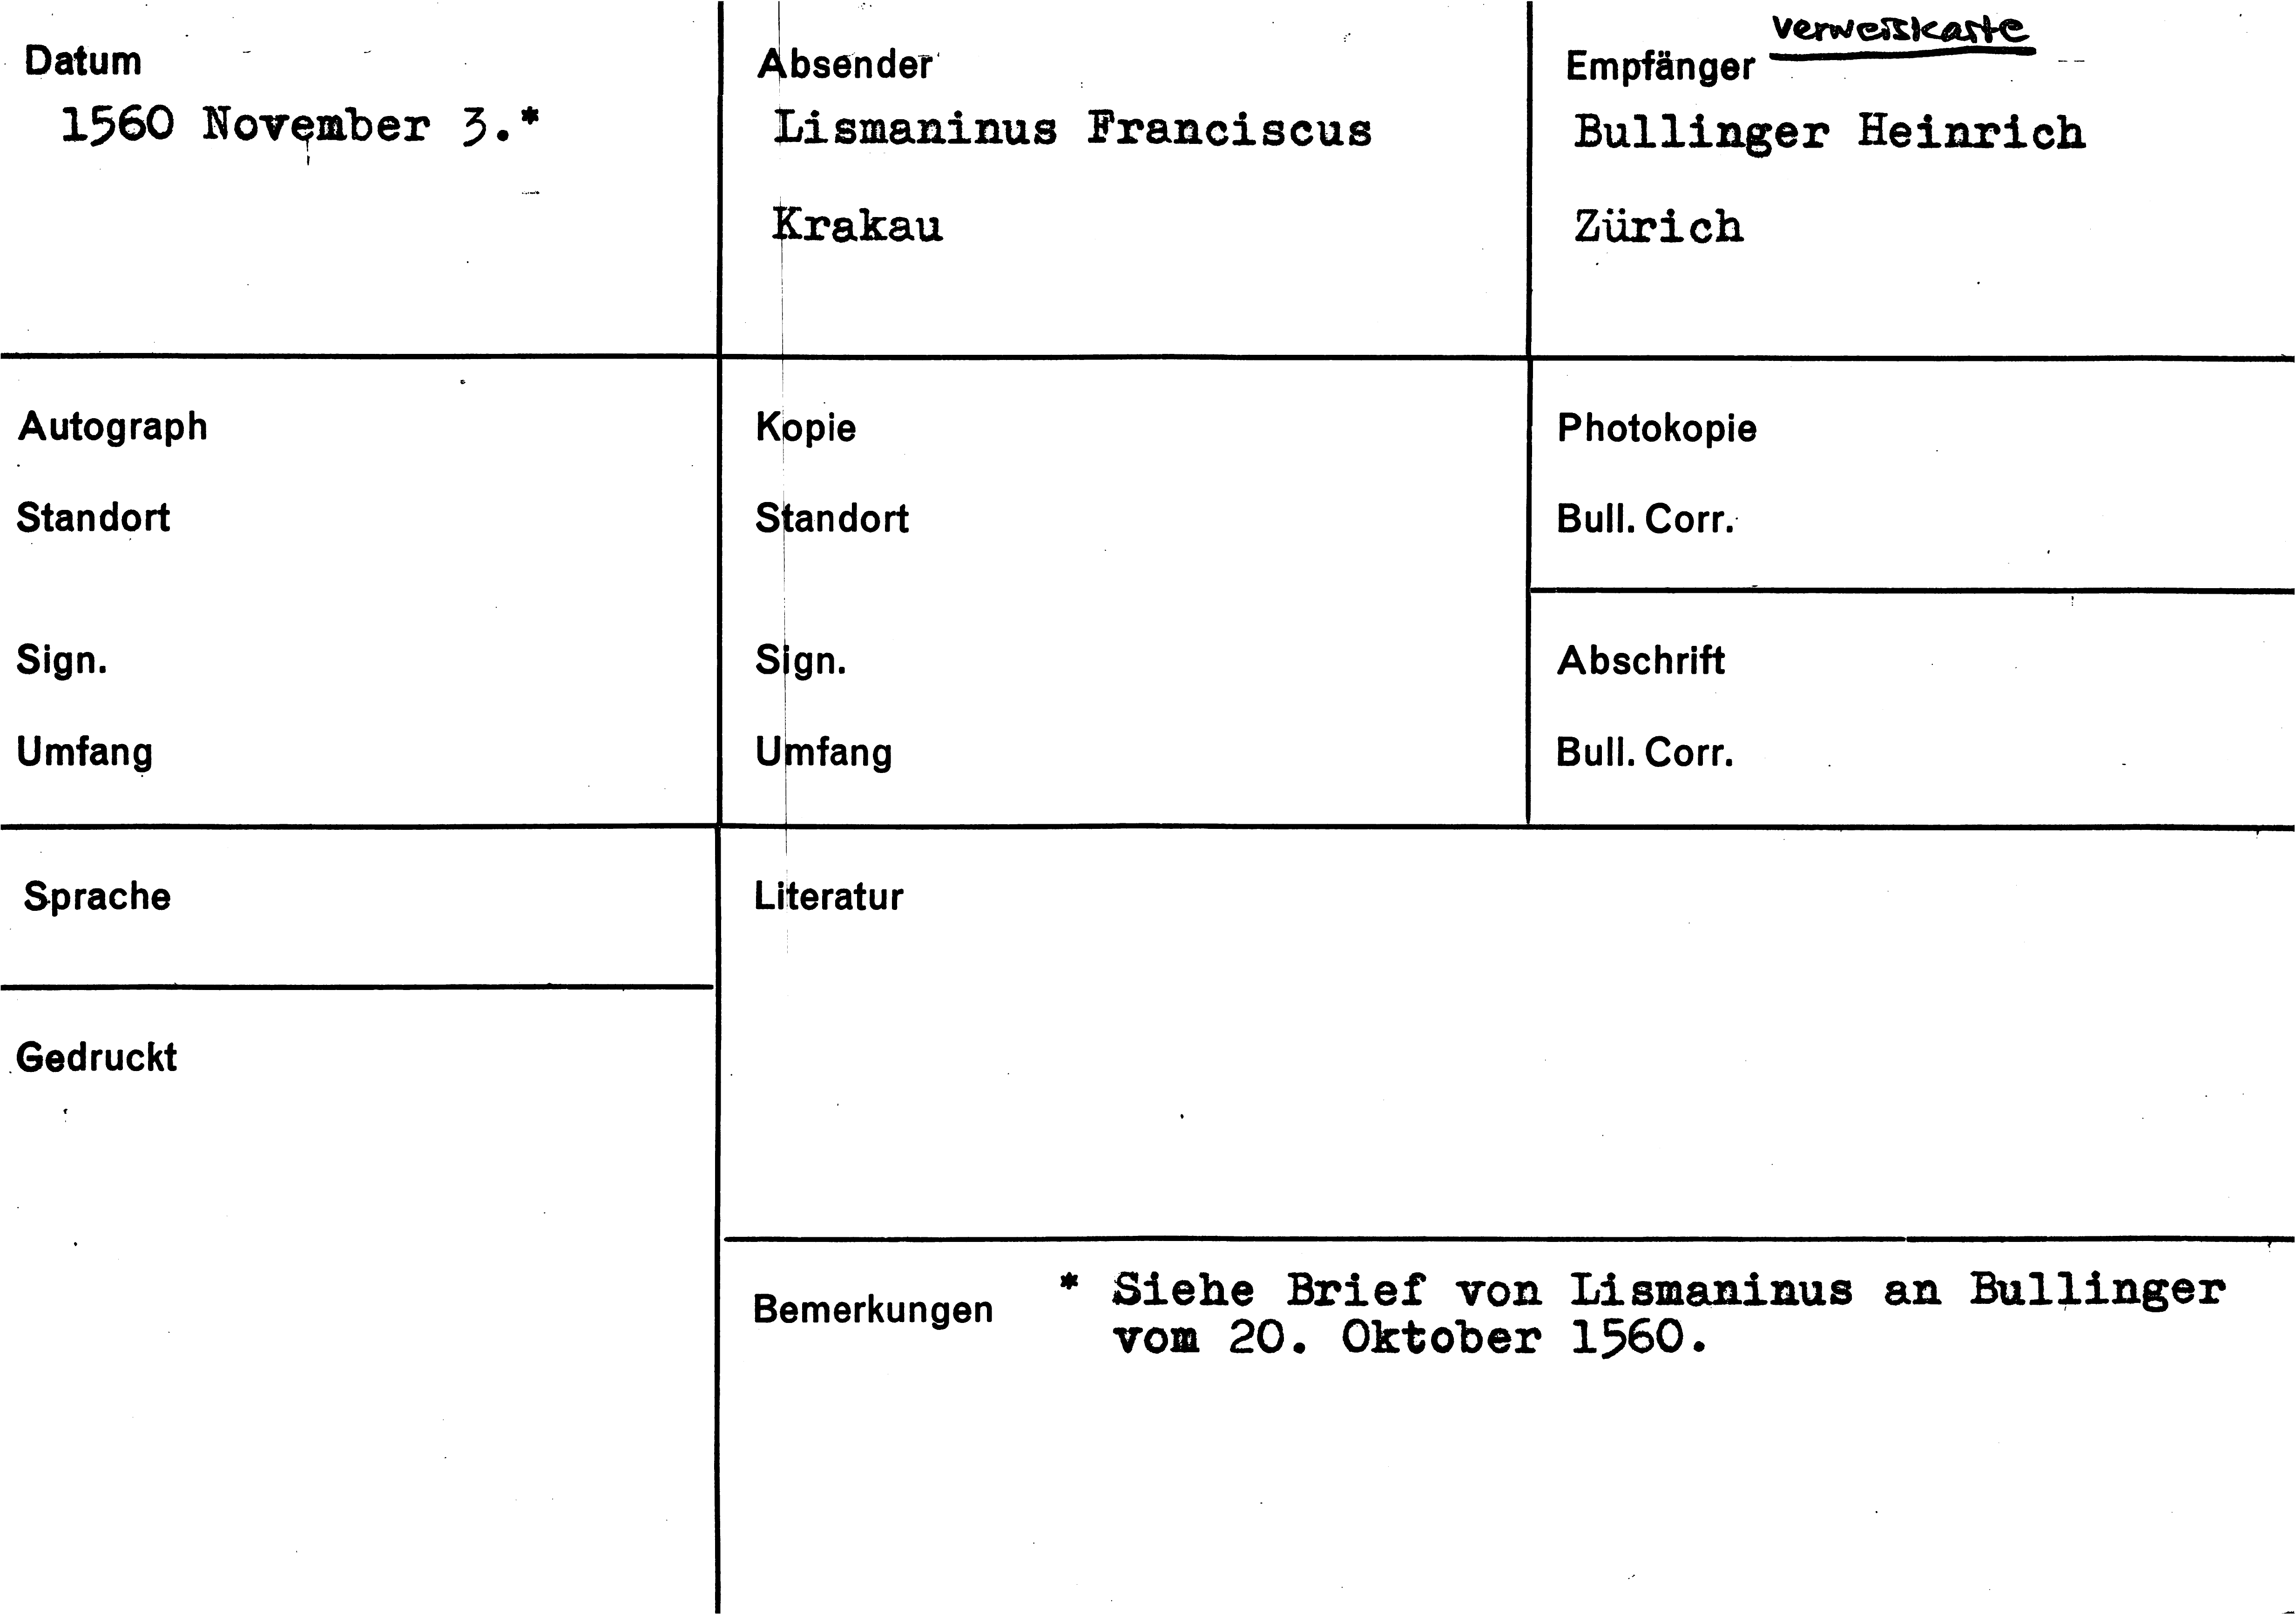 Verweiskarte
Datum
1560 November 3.*
Absender
Lismaninus Franciscus
Krakau
Empfänger
Bullinger Heinrich
Zürich
Autograph
Standort
Sign.
Umfang
Kopie
Standort
Sign.
Umfang
Photokopie
Bull. Corr.
Abschrift
Bull. Corr.
Sprache
Gedruckt
Literatur
Bemerkungen
* Siehe Brief von Lismaninus an Bullinger
vom 20. Oktober 1560.